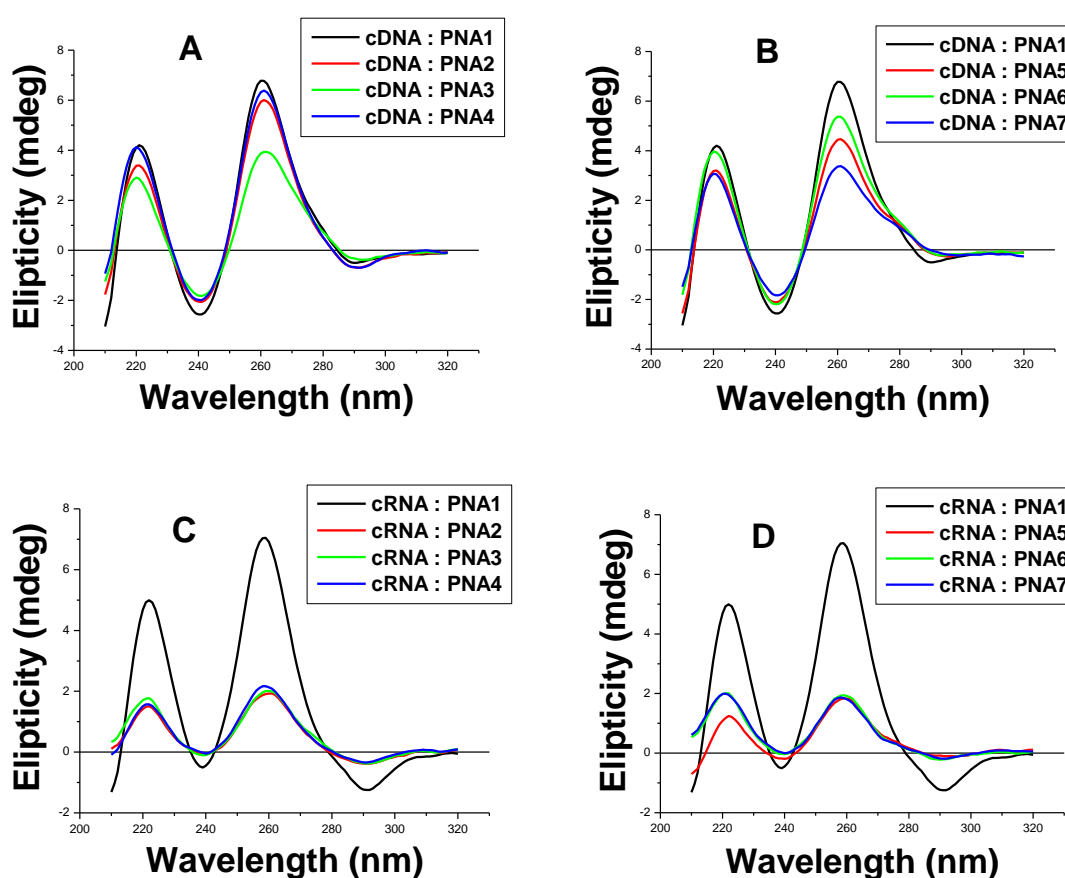 A
cDNA : PNA1
cDNA : PNA2
cDNA : PNA3
cDNA : PNA4
Elipticity (mdeg)
8
6
4
2
0
-2
-4
200 220 240 260 280 300 320
Wavelength (nm)
B
cDNA : PNA1
cDNA : PNA5
cDNA : PNA6
cDNA : PNA7
Elipticity (mdeg)
8
6
4
2
0
-2
-4
200 220 240 260 280 300 320
Wavelength (nm)
C
cRNA : PNA1
cRNA : PNA2
cRNA : PNA3
cRNA : PNA4
Elipticity (mdeg)
8
6
4
2
0
-2
200 220 240 260 280 300 320
Wavelength (nm)
D
cRNA : PNA1
cRNA : PNA5
cRNA : PNA6
cRNA : PNA7
Elipticity (mdeg)
8
6
4
2
0
-2
200 220 240 260 280 300 320
Wavelength (nm)